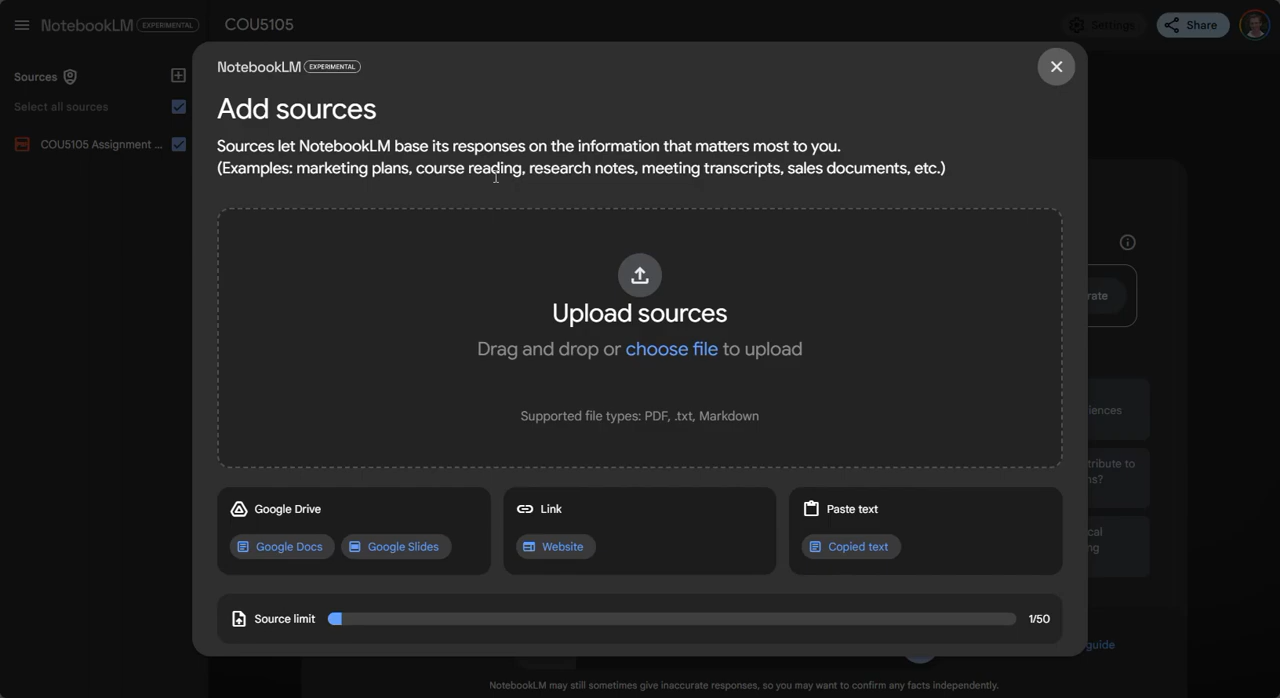 NotebookLM EXPERIMENTAL
COU5105
Settings
Share
Sources
Select all sources
COU5105 Assignment ...
NotebookLM EXPERIMENTAL
Add sources
Sources let NotebookLM base its responses on the information that matters most to you.
(Examples: marketing plans, course reading, research notes, meeting transcripts, sales documents, etc.)
Upload sources
Drag and drop or choose file to upload
Supported file types: PDF, .txt, Markdown
Google Drive
Google Docs
Google Slides
Link
Website
Paste text
Copied text
Source limit
1/50
guide
NotebookLM may still sometimes give inaccurate responses, so you may want to confirm any facts independently.